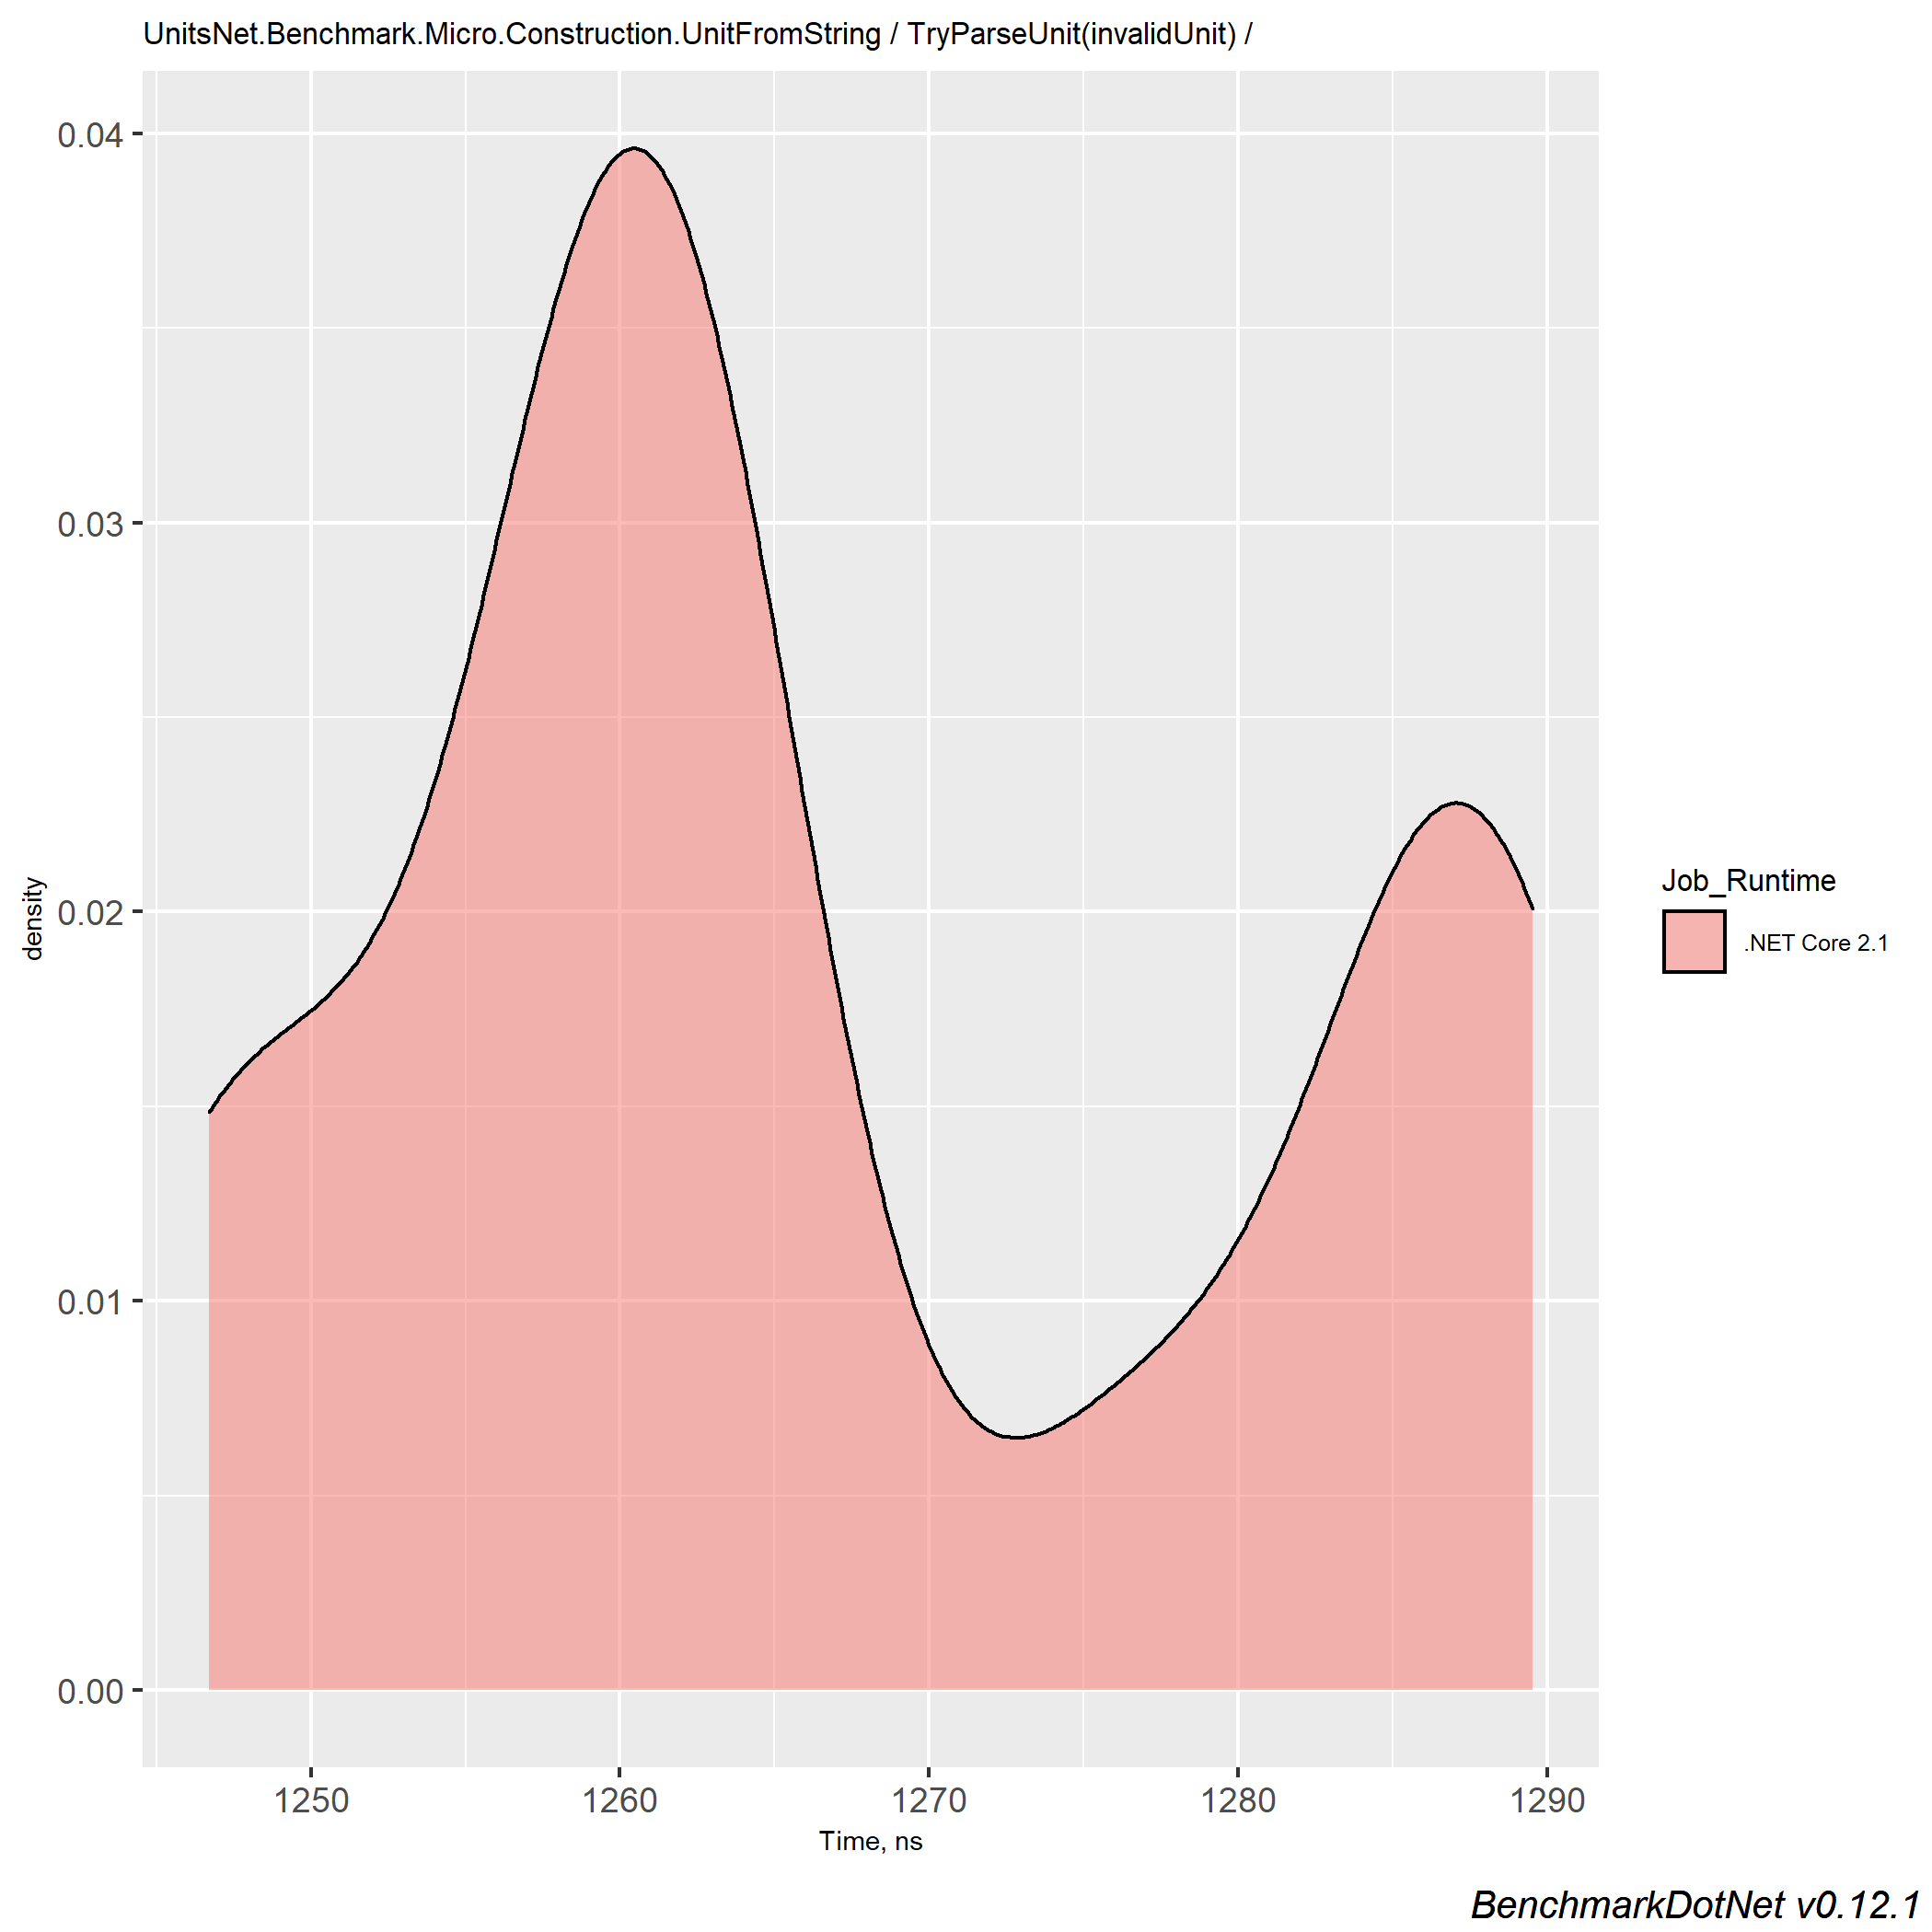 UnitsNet.Benchmark.Micro.Construction.UnitFromString / TryParseUnit(invalidUnit) /
0.04
0.03
0.02
0.01
0.00
density
1250 1260 1270 1280 1290
Time, ns
Job_Runtime
.NET Core 2.1
BenchmarkDotNet v0.12.1